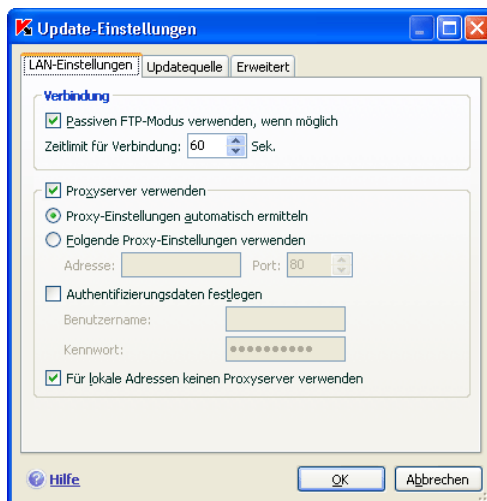 Update-Einstellungen
LAN-Einstellungen Updatequelle Erweitert
Verbindung
Passiven FTP-Modus verwenden, wenn möglich
Zeitlimit für Verbindung: 60 Sek.
Proxyserver verwenden
Proxy-Einstellungen automatisch ermitteln
Folgende Proxy-Einstellungen verwenden
Adresse: Port: 80
Authentifizierungsdaten festlegen
Benutzername:
Kennwort: ••••••••••
Für lokale Adressen keinen Proxyserver verwenden
Hilfe OK Abbrechen